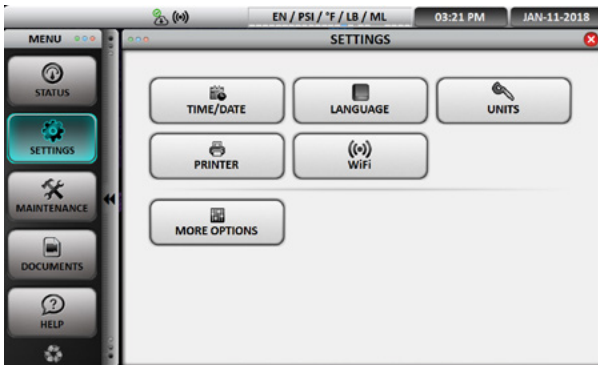 EN / PSI / °F / LB / ML 03:21 PM JAN-11-2018
MENU
SETTINGS
STATUS
SETTINGS
MAINTENANCE
DOCUMENTS
HELP
TIME/DATE LANGUAGE UNITS
PRINTER WiFi
MORE OPTIONS